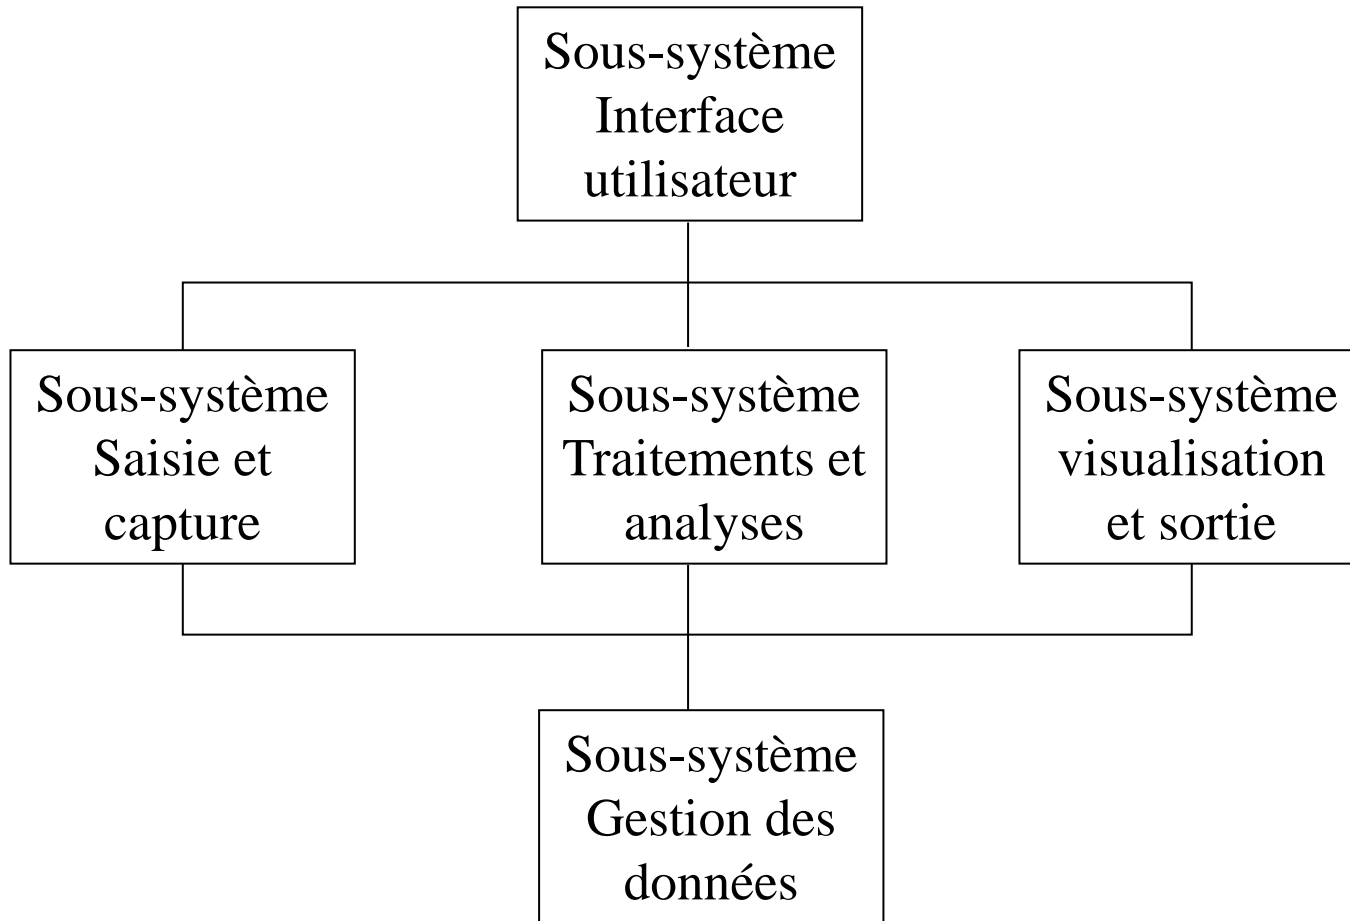 Sous-système
Interface
utilisateur
Sous-système
Saisie et
capture
Sous-système
Traitements et
analyses
Sous-système
visualisation
et sortie
Sous-système
Gestion des
données